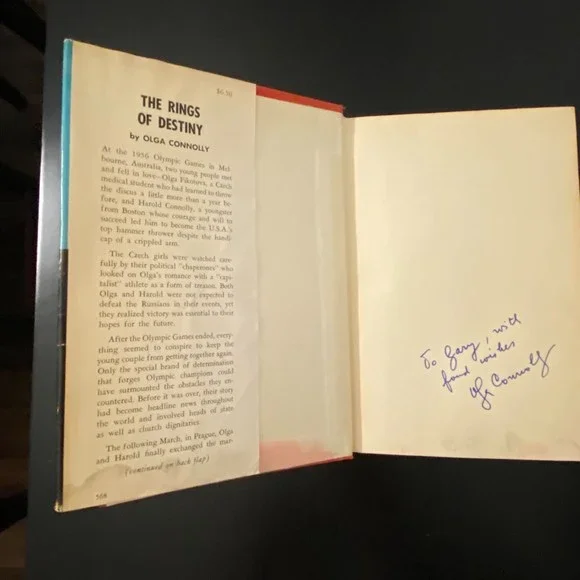 $6.50
THE RINGS
OF DESTINY
by OLGA CONNOLLY
At the 1956 Olympic Games in Mel-
bourne, Australia, two young people met
and fell in love—Olga Fikotova, a Czech
medical student who had learned to throw
the discus a little more than a year be-
fore, and Harold Connolly, a youngster
from Boston whose courage and will to
succeed led him to become the U.S.A.'s
top hammer thrower despite the handi-
cap of a crippled arm.
The Czech girls were watched care-
fully by their political "chaperones" who
looked on Olga's romance with a "capi-
talist" athlete as a form of treason. Both
Olga and Harold were not expected to
defeat the Russians in their events, yet
they realized victory was essential to their
hopes for the future.
After the Olympic Games ended, every-
thing seemed to conspire to keep the
young couple from getting together again.
Only the special brand of determination
that forges Olympic champions could
have surmounted the obstacles they en-
countered. Before it was over, their story
had become headline news throughout
the world and involved heads of state
as well as church dignitaries.
The following March, in Prague, Olga
and Harold finally exchanged the mar-
(continued on back flap)
568
To Gary, with
fond wishes
Olga Connolly